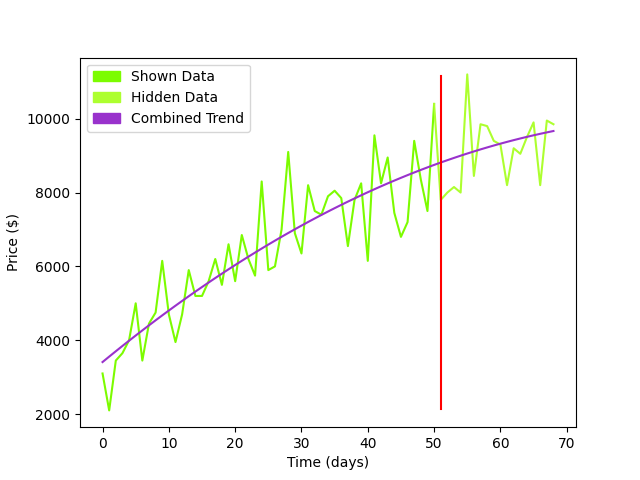 Shown Data
Hidden Data
Combined Trend
Price ($)
10000
8000
6000
4000
2000
0 10 20 30 40 50 60 70
Time (days)